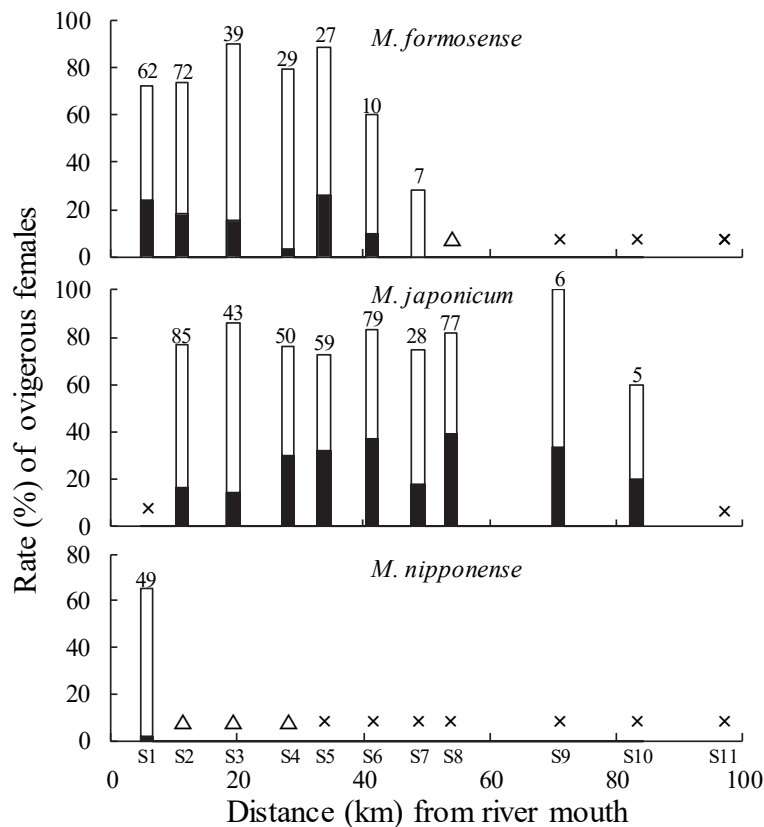 Rate (%) of ovigerous females
M. formosense
100
80
60
40
20
0
62 72 39 29 27 10 7
△ × × ×
M. japonicum
100
80
60
40
20
0
85 43 50 59 79 28 77 6 5
× ×
M. nipponense
80
60
40
20
0
49
△ △ △ × × × × × × ×
S1 S2 S3 S4 S5 S6 S7 S8 S9 S10 S11
0 20 40 60 80 100
Distance (km) from river mouth